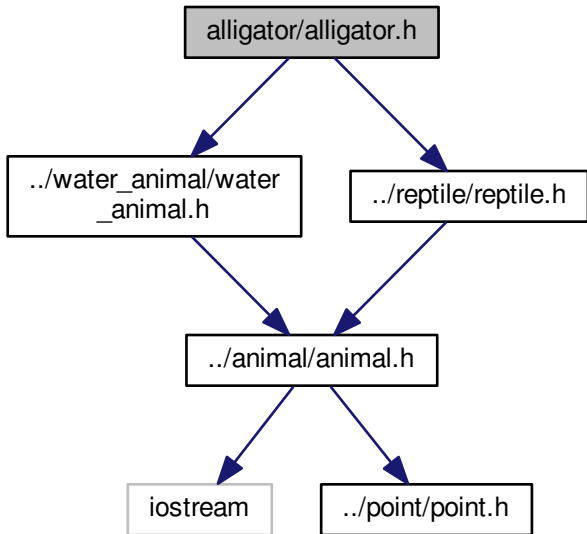 alligator/alligator.h
../water_animal/water
_animal.h
../reptile/reptile.h
../animal/animal.h
iostream
../point/point.h